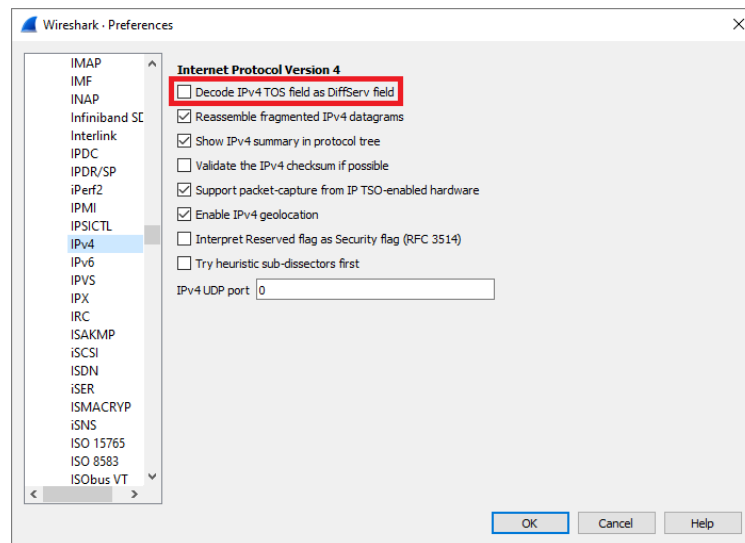 Wireshark · Preferences
IMAP
IMF
INAP
Infiniband SD
Interlink
IPDC
IPDR/SP
iPerf2
IPMI
IPSICTL
IPv4
IPv6
IPVS
IPX
IRC
ISAKMP
iSCSI
ISDN
iSER
ISMACRYP
iSNS
ISO 15765
ISO 8583
ISObus VT
Internet Protocol Version 4
Decode IPv4 TOS field as DiffServ field
Reassemble fragmented IPv4 datagrams
Show IPv4 summary in protocol tree
Validate the IPv4 checksum if possible
Support packet-capture from IP TSO-enabled hardware
Enable IPv4 geolocation
Interpret Reserved flag as Security flag (RFC 3514)
Try heuristic sub-dissectors first
IPv4 UDP port 0
OK Cancel Help